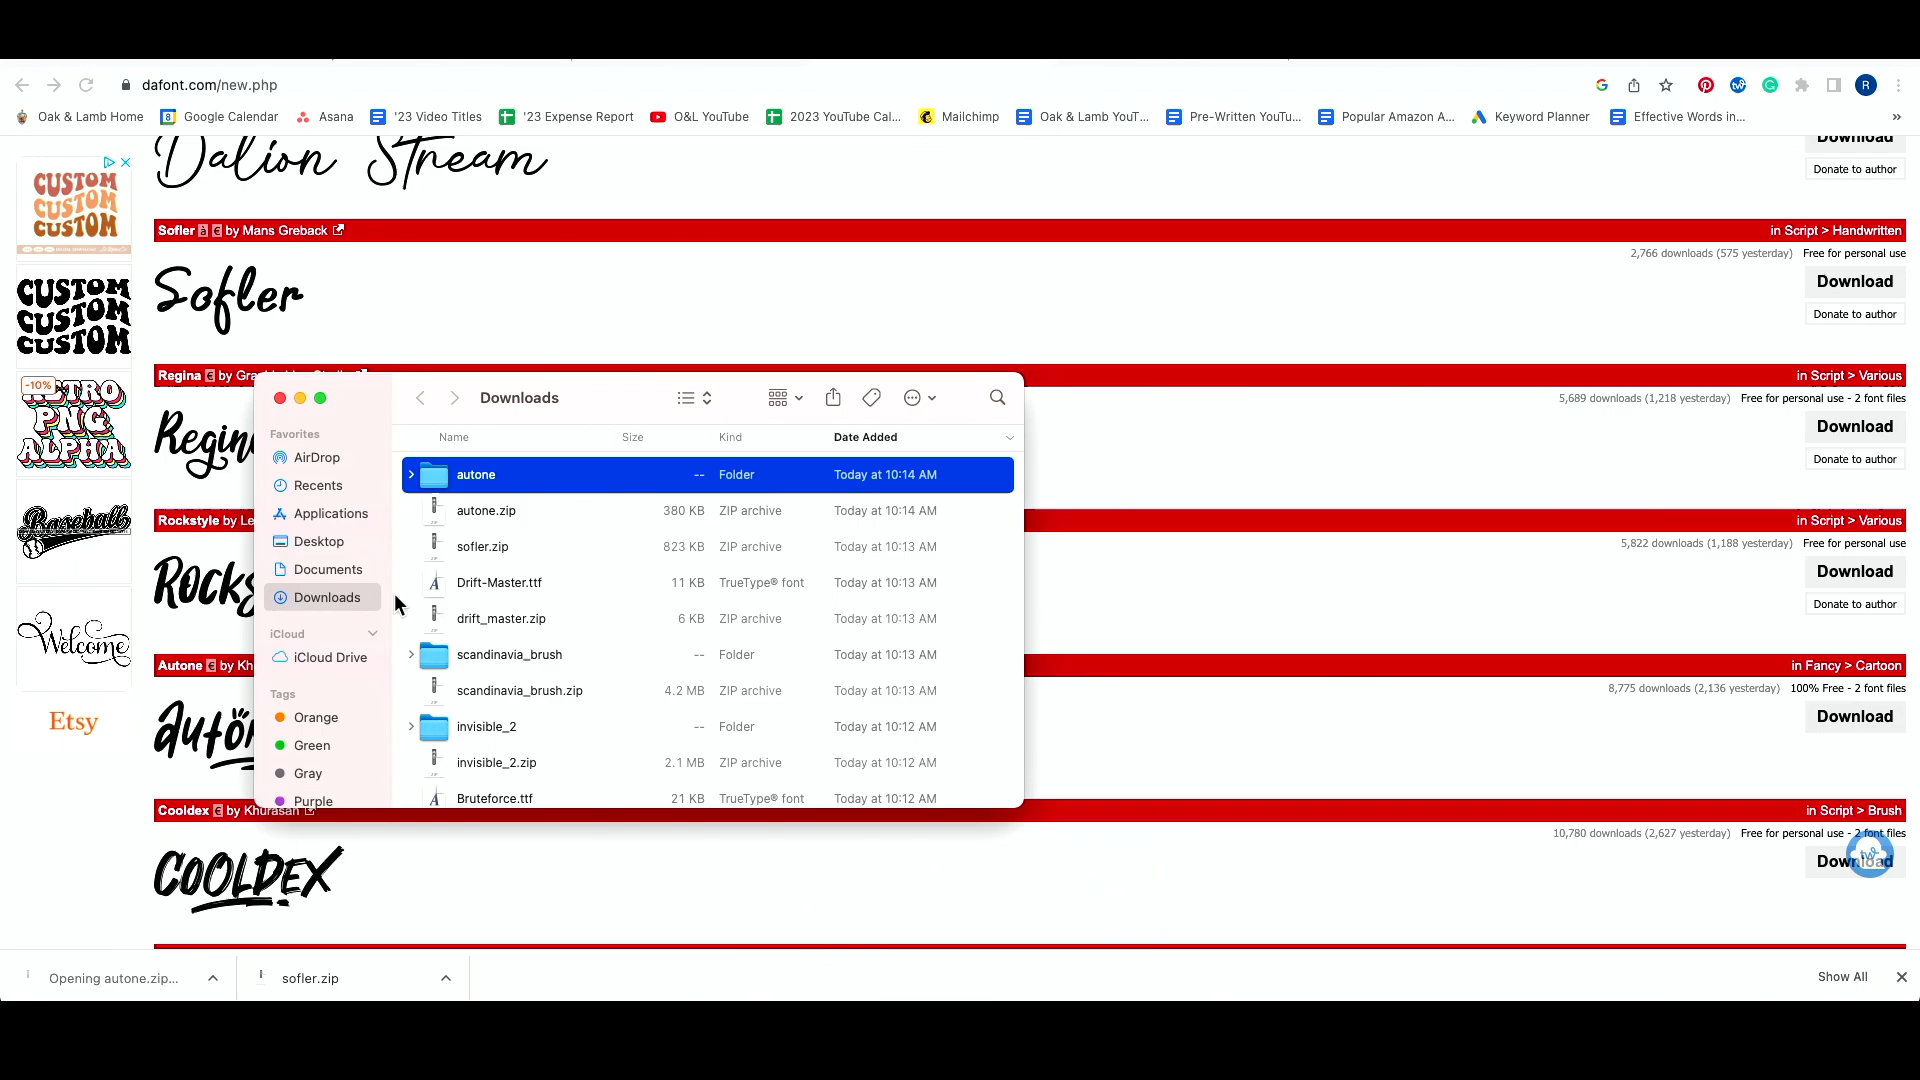 dafont.com/new.php
R
Oak & Lamb Home
Google Calendar
Asana
'23 Video Titles
'23 Expense Report
O&L YouTube
2023 YouTube Cal...
Mailchimp
Oak & Lamb YouT...
Pre-Written YouTu...
Popular Amazon A...
Keyword Planner
Effective Words in...
Dalion Stream
Download
Donate to author
Sofler à € by Mans Greback
in Script > Handwritten
2,766 downloads (575 yesterday) Free for personal use
Sofler
Download
Donate to author
Regina € by
in Script > Various
5,689 downloads (1,218 yesterday) Free for personal use - 2 font files
Download
Donate to author
Rockstyle by Le
in Script > Various
5,822 downloads (1,188 yesterday) Free for personal use
Download
Donate to author
Autone € by Kh
in Fancy > Cartoon
8,775 downloads (2,136 yesterday) 100% Free - 2 font files
Download
Cooldex € by Khurasan
in Script > Brush
10,780 downloads (2,627 yesterday) Free for personal use - 2 font files
COOLDEX
Download
CUSTOM
CUSTOM
CUSTOM
CUSTOM
CUSTOM
CUSTOM
-10%
RETRO
PNG
ALPHA
Baseball
Welcome
Etsy
Downloads
Favorites
AirDrop
Recents
Applications
Desktop
Documents
Downloads
iCloud
iCloud Drive
Tags
Orange
Green
Gray
Purple
Name Size Kind Date Added
autone -- Folder Today at 10:14 AM
autone.zip 380 KB ZIP archive Today at 10:14 AM
sofler.zip 823 KB ZIP archive Today at 10:13 AM
Drift-Master.ttf 11 KB TrueType® font Today at 10:13 AM
drift_master.zip 6 KB ZIP archive Today at 10:13 AM
scandinavia_brush -- Folder Today at 10:13 AM
scandinavia_brush.zip 4.2 MB ZIP archive Today at 10:13 AM
invisible_2 -- Folder Today at 10:12 AM
invisible_2.zip 2.1 MB ZIP archive Today at 10:12 AM
Bruteforce.ttf 21 KB TrueType® font Today at 10:12 AM
Opening autone.zip...
sofler.zip
Show All